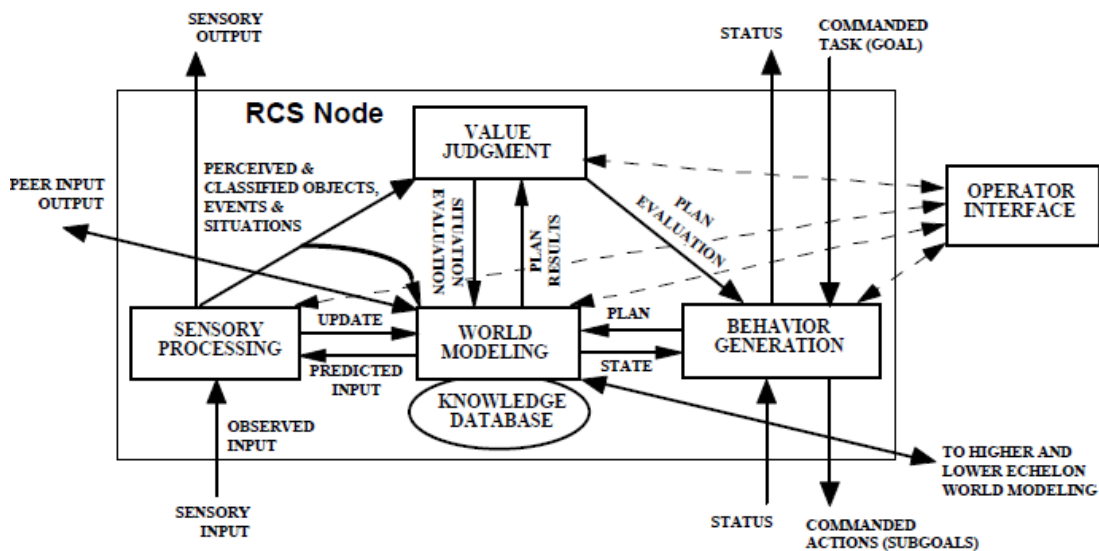 SENSORY
OUTPUT
STATUS
COMMANDED
TASK (GOAL)
RCS Node
VALUE
JUDGMENT
PERCEIVED &
CLASSIFIED OBJECTS,
EVENTS &
SITUATIONS
PEER INPUT
OUTPUT
OPERATOR
INTERFACE
SITUATION
EVALUATION
PLAN
RESULTS
PLAN
EVALUATION
SENSORY
PROCESSING
UPDATE
PREDICTED
INPUT
WORLD
MODELING
PLAN
STATE
BEHAVIOR
GENERATION
KNOWLEDGE
DATABASE
OBSERVED
INPUT
TO HIGHER AND
LOWER ECHELON
WORLD MODELING
SENSORY
INPUT
STATUS
COMMANDED
ACTIONS (SUBGOALS)